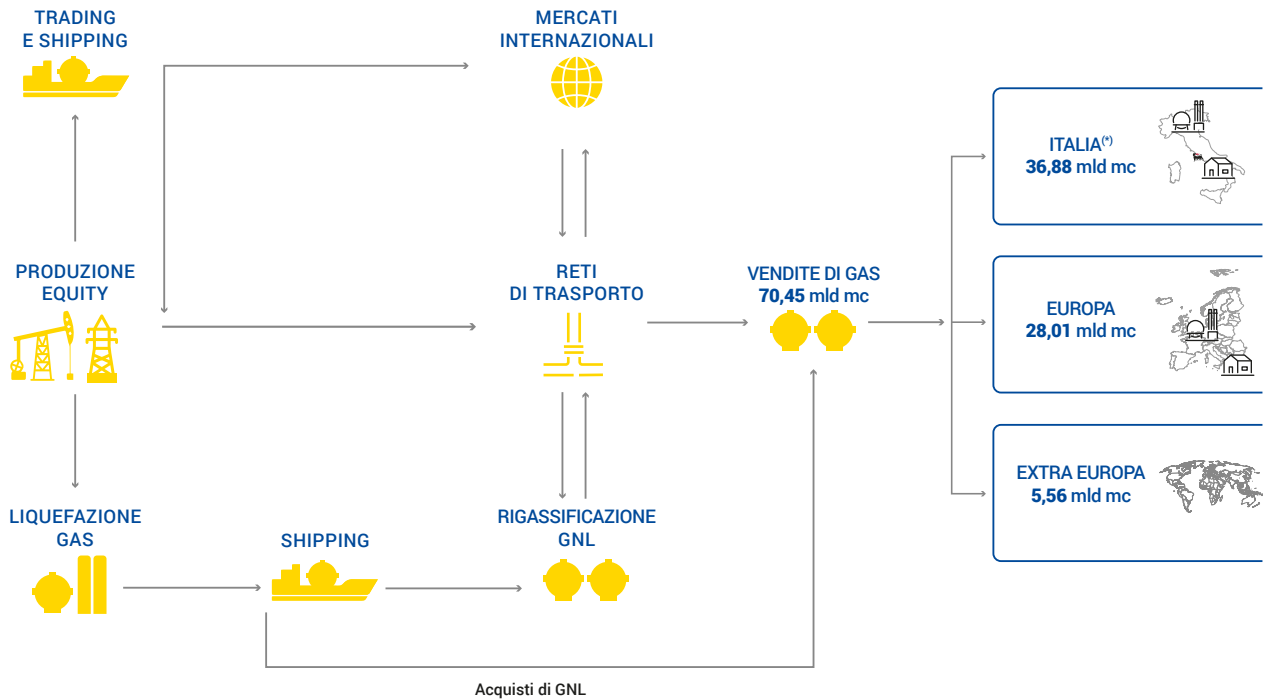 TRADING
E SHIPPING
MERCATI
INTERNAZIONALI
ITALIA(*)
36,88 mld mc
PRODUZIONE
EQUITY
RETI
DI TRASPORTO
VENDITE DI GAS
70,45 mld mc
EUROPA
28,01 mld mc
EXTRA EUROPA
5,56 mld mc
LIQUEFAZIONE
GAS
SHIPPING
RIGASSIFICAZIONE
GNL
Acquisti di GNL